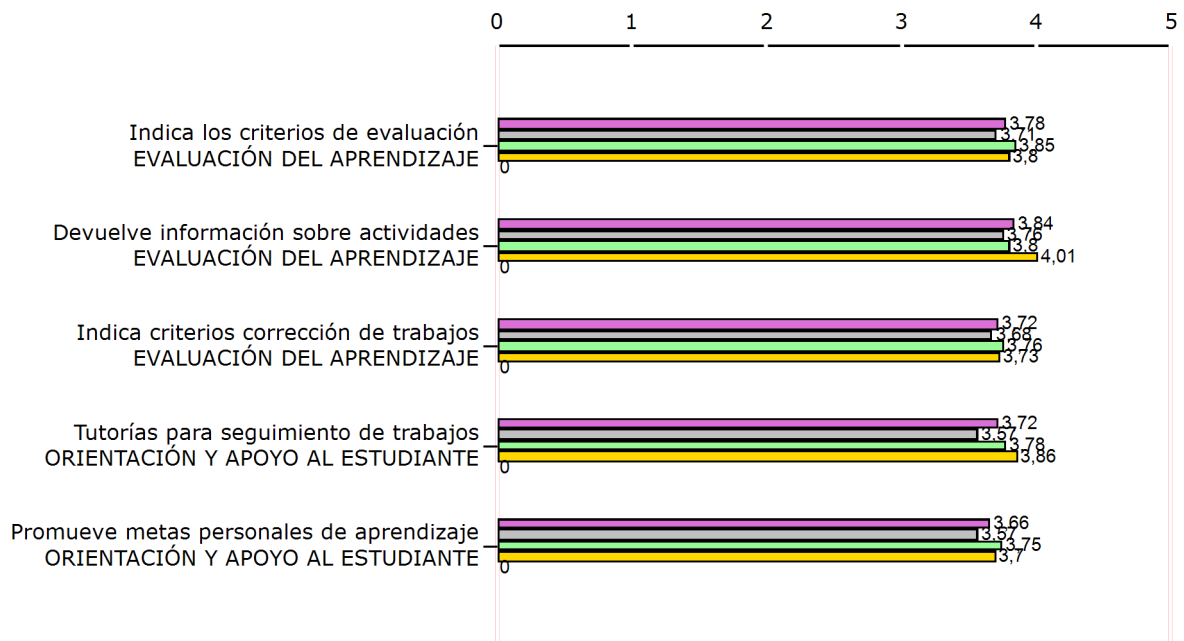 0 1 2 3 4 5
Indica los criterios de evaluación
EVALUACIÓN DEL APRENDIZAJE
3,78
3,71
3,85
3,8
0
Devuelve información sobre actividades
EVALUACIÓN DEL APRENDIZAJE
3,84
3,76
3,8
4,01
0
Indica criterios corrección de trabajos
EVALUACIÓN DEL APRENDIZAJE
3,72
3,68
3,76
3,73
0
Tutorías para seguimiento de trabajos
ORIENTACIÓN Y APOYO AL ESTUDIANTE
3,72
3,57
3,78
3,86
0
Promueve metas personales de aprendizaje
ORIENTACIÓN Y APOYO AL ESTUDIANTE
3,66
3,57
3,75
3,7
0